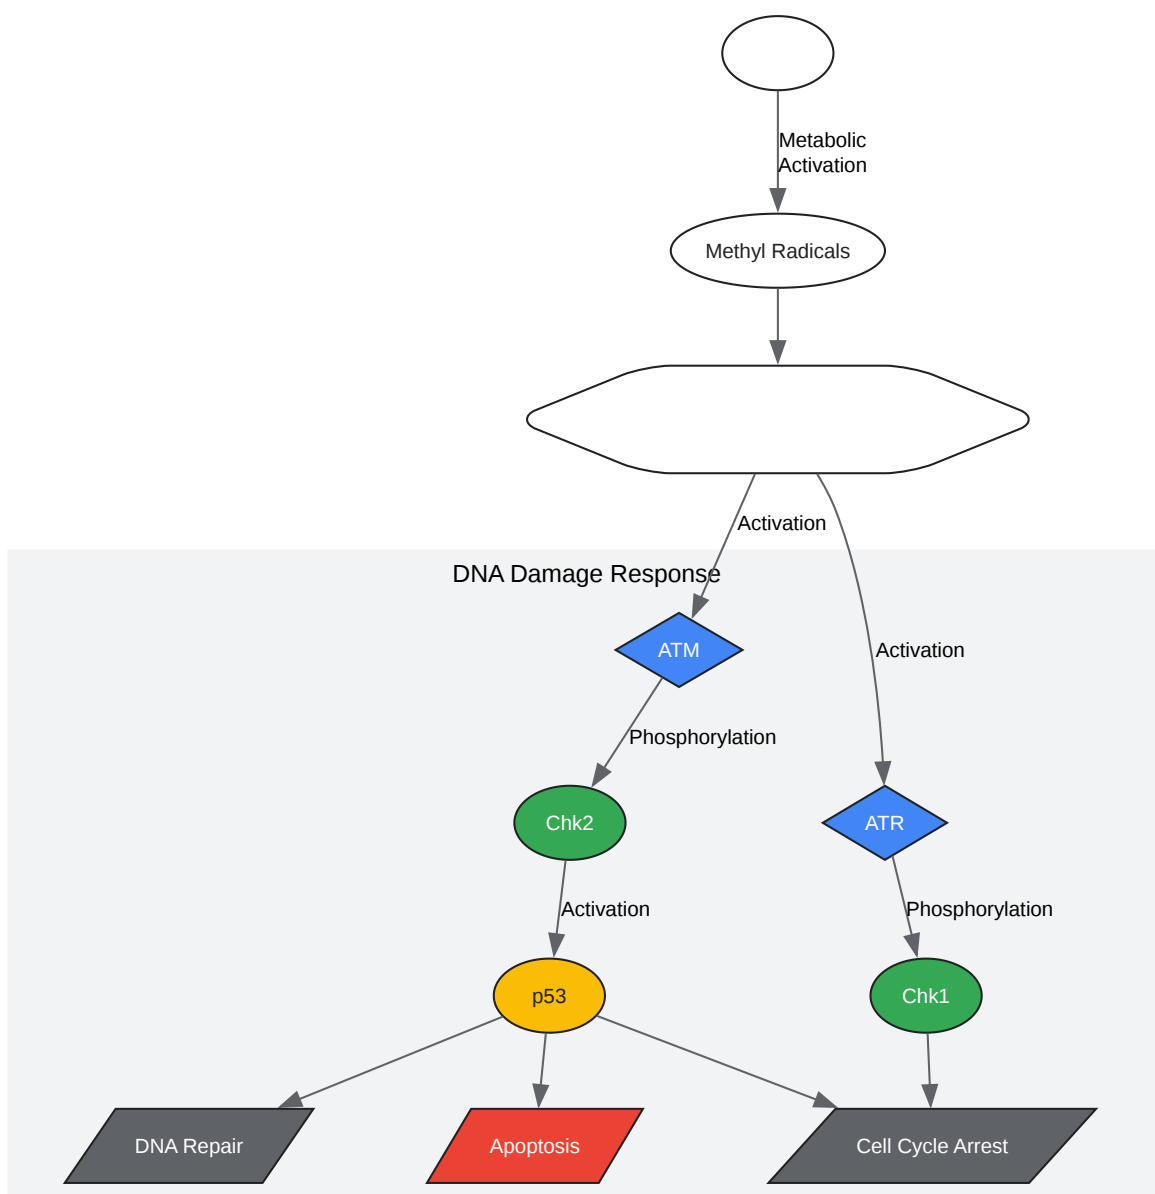 Metabolic
Activation
Methyl Radicals
Activation
DNA Damage Response
ATM
Activation
Phosphorylation
Chk2
ATR
Activation
Phosphorylation
p53
Chk1
DNA Repair
Apoptosis
Cell Cycle Arrest